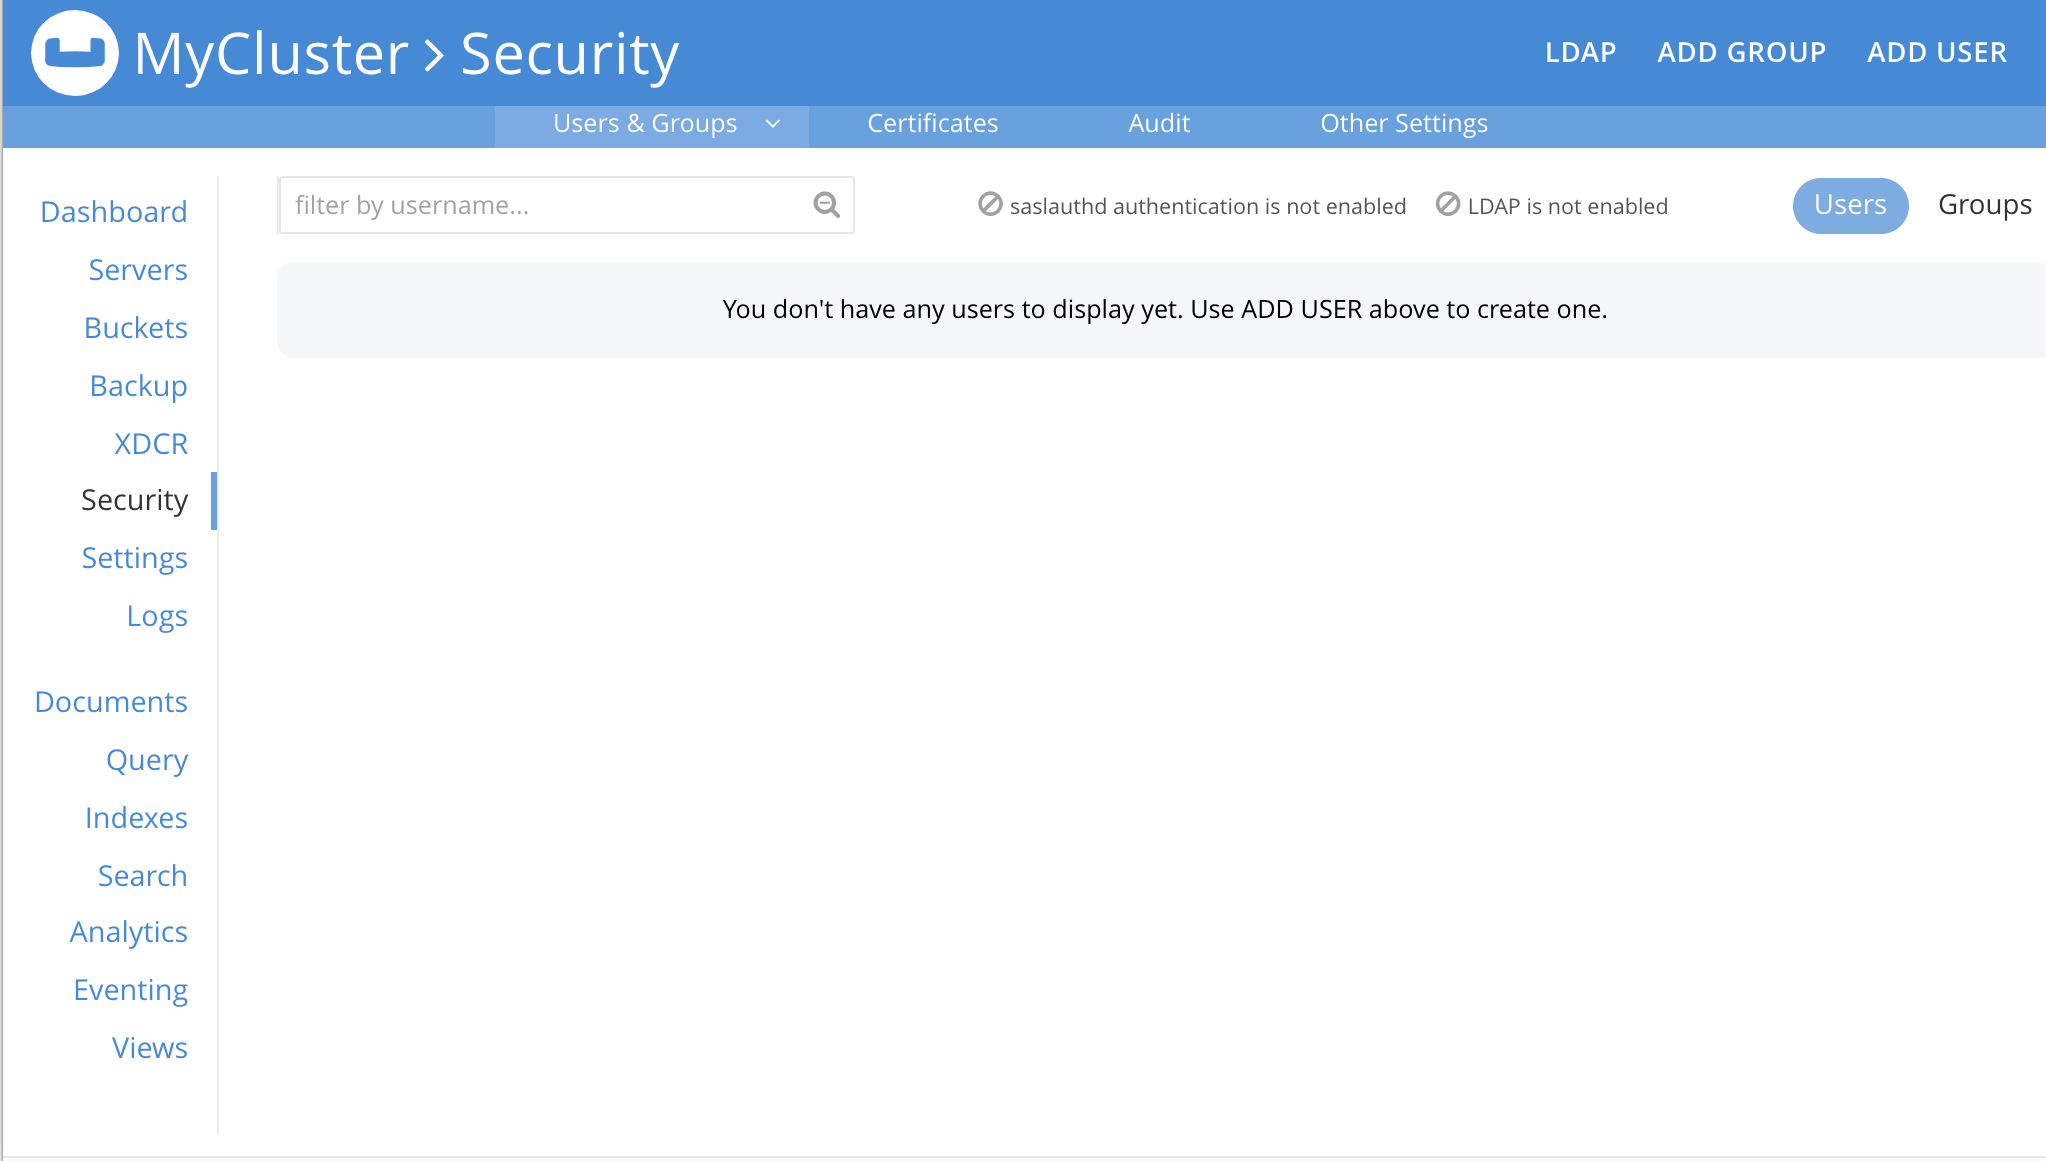 MyCluster > Security
LDAP
ADD GROUP
ADD USER
Users & Groups
Certificates
Audit
Other Settings
Dashboard
Servers
Buckets
Backup
XDCR
Security
Settings
Logs
Documents
Query
Indexes
Search
Analytics
Eventing
Views
filter by username...
saslauthd authentication is not enabled
LDAP is not enabled
Users
Groups
You don't have any users to display yet. Use ADD USER above to create one.